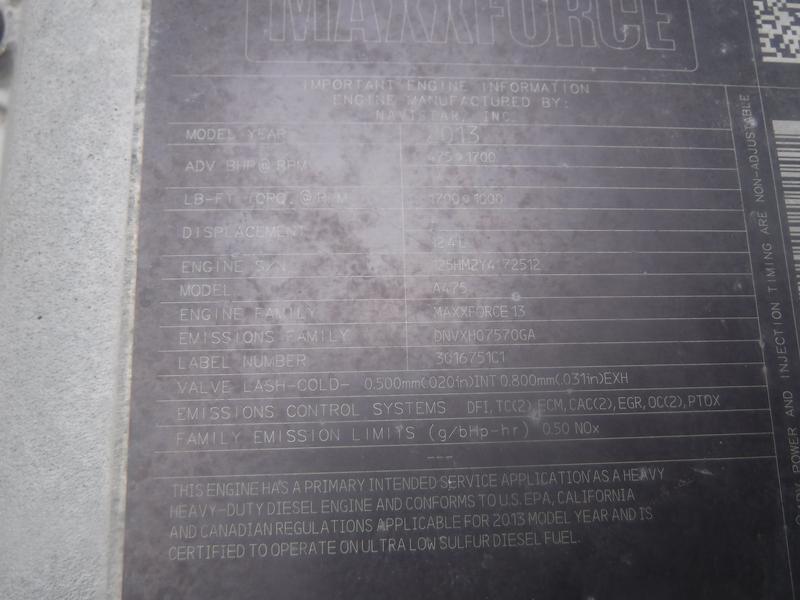 MAXXFORCE
IMPORTANT ENGINE INFORMATION
ENGINE MANUFACTURED BY:
NAVISTAR, INC.
MODEL YEAR 2013
ADV BHP @ RPM 475@1700
LB-FT TORQ. @ RPM 1700@1000
DISPLACEMENT 12.4L
ENGINE S/N 125HM2Y4172512
MODEL A475
ENGINE FAMILY MAXXFORCE 13
EMISSIONS FAMILY DNVXH07570GA
LABEL NUMBER 3016751C1
VALVE LASH-COLD- 0.500mm(.020in)INT 0.800mm(.031in)EXH
EMISSIONS CONTROL SYSTEMS DFI, TC(2), ECM, CAC(2), EGR, OC(2), PTOX
FAMILY EMISSION LIMITS (g/bHp-hr) 0.50 NOx
---
THIS ENGINE HAS A PRIMARY INTENDED SERVICE APPLICATION AS A HEAVY
HEAVY-DUTY DIESEL ENGINE AND CONFORMS TO U.S. EPA, CALIFORNIA
AND CANADIAN REGULATIONS APPLICABLE FOR 2013 MODEL YEAR AND IS
CERTIFIED TO OPERATE ON ULTRA LOW SULFUR DIESEL FUEL.
POWER AND INJECTION TIMING ARE NON-ADJUSTABLE